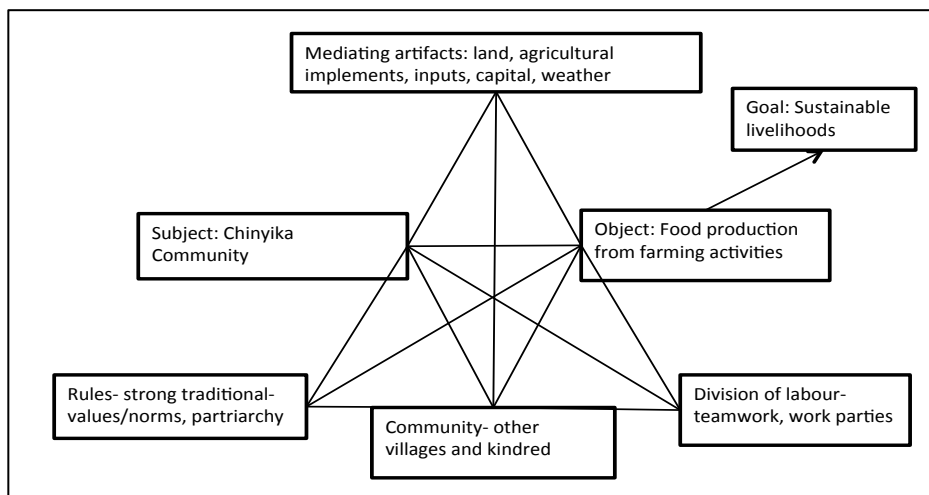 Mediating artifacts: land, agricultural
implements, inputs, capital, weather
Goal: Sustainable
livelihoods
Subject: Chinyika
Community
Object: Food production
from farming activities
Rules- strong traditional-
values/norms, partriarchy
Community- other
villages and kindred
Division of labour-
teamwork, work parties